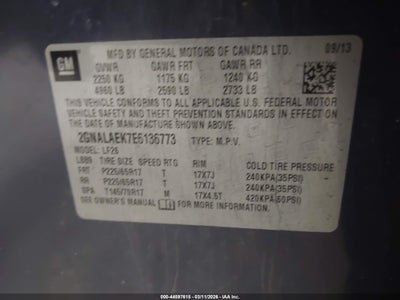 GM
MFD BY GENERAL MOTORS OF CANADA LTD. 09/13
GVWR GAWR FRT GAWR RR
2250 KG 1175 KG 1240 KG
4960 LB 2590 LB 2733 LB
THIS VEHICLE CONFORMS TO ALL APPLICABLE U.S. FEDERAL MOTOR
VEHICLE SAFETY, BUMPER, AND THEFT PREVENTION STANDARDS IN
EFFECT ON THE DATE OF MANUFACTURE SHOWN ABOVE.
2GNALAEK7E6136773 TYPE: M.P.V.
MODEL: LF26
TIRE SIZE SPEED RTG RIM COLD TIRE PRESSURE
FRT P225/65R17 T 17X7J 240KPA(35PSI)
RR P225/65R17 T 17X7J 240KPA(35PSI)
SPA T145/70R17 M 17X4.5T 420KPA(60PSI)
SEE OWNER'S MANUAL FOR MORE INFORMATION.
000-44597615 - 03/11/2026 - IAAI